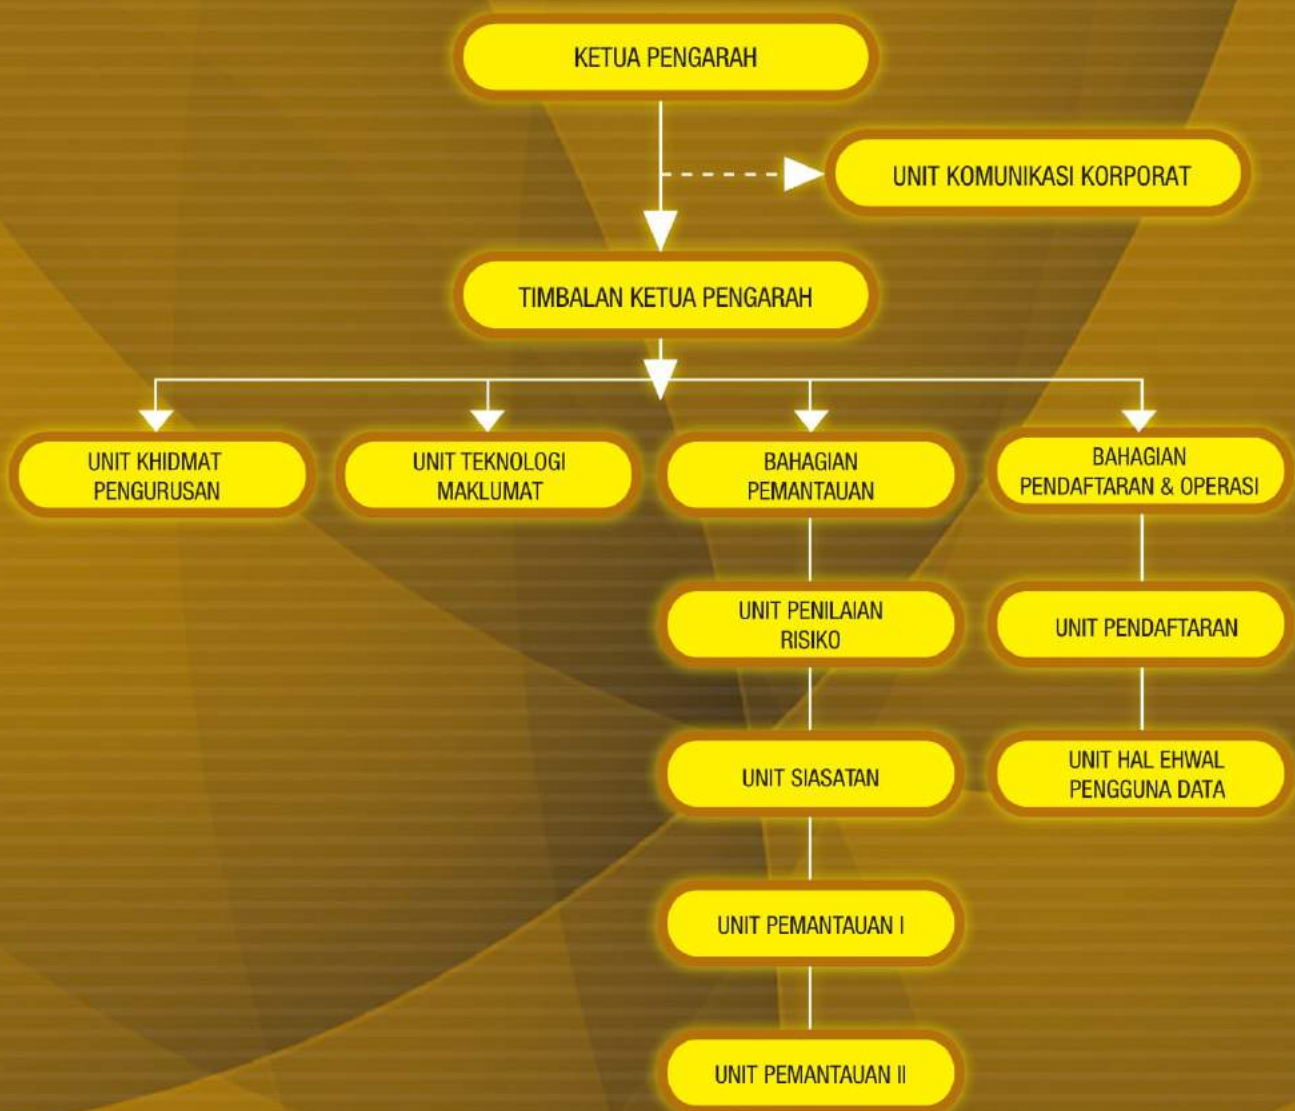 KETUA PENGARAH
UNIT KOMUNIKASI KORPORAT
TIMBALAN KETUA PENGARAH
UNIT KHIDMAT
PENGURUSAN
UNIT TEKNOLOGI
MAKLUMAT
BAHAGIAN
PEMANTAUAN
BAHAGIAN
PENDAFTARAN & OPERASI
UNIT PENILAIAN
RISIKO
UNIT PENDAFTARAN
UNIT SIASATAN
UNIT HAL EHWAL
PENGGUNA DATA
UNIT PEMANTAUAN I
UNIT PEMANTAUAN II